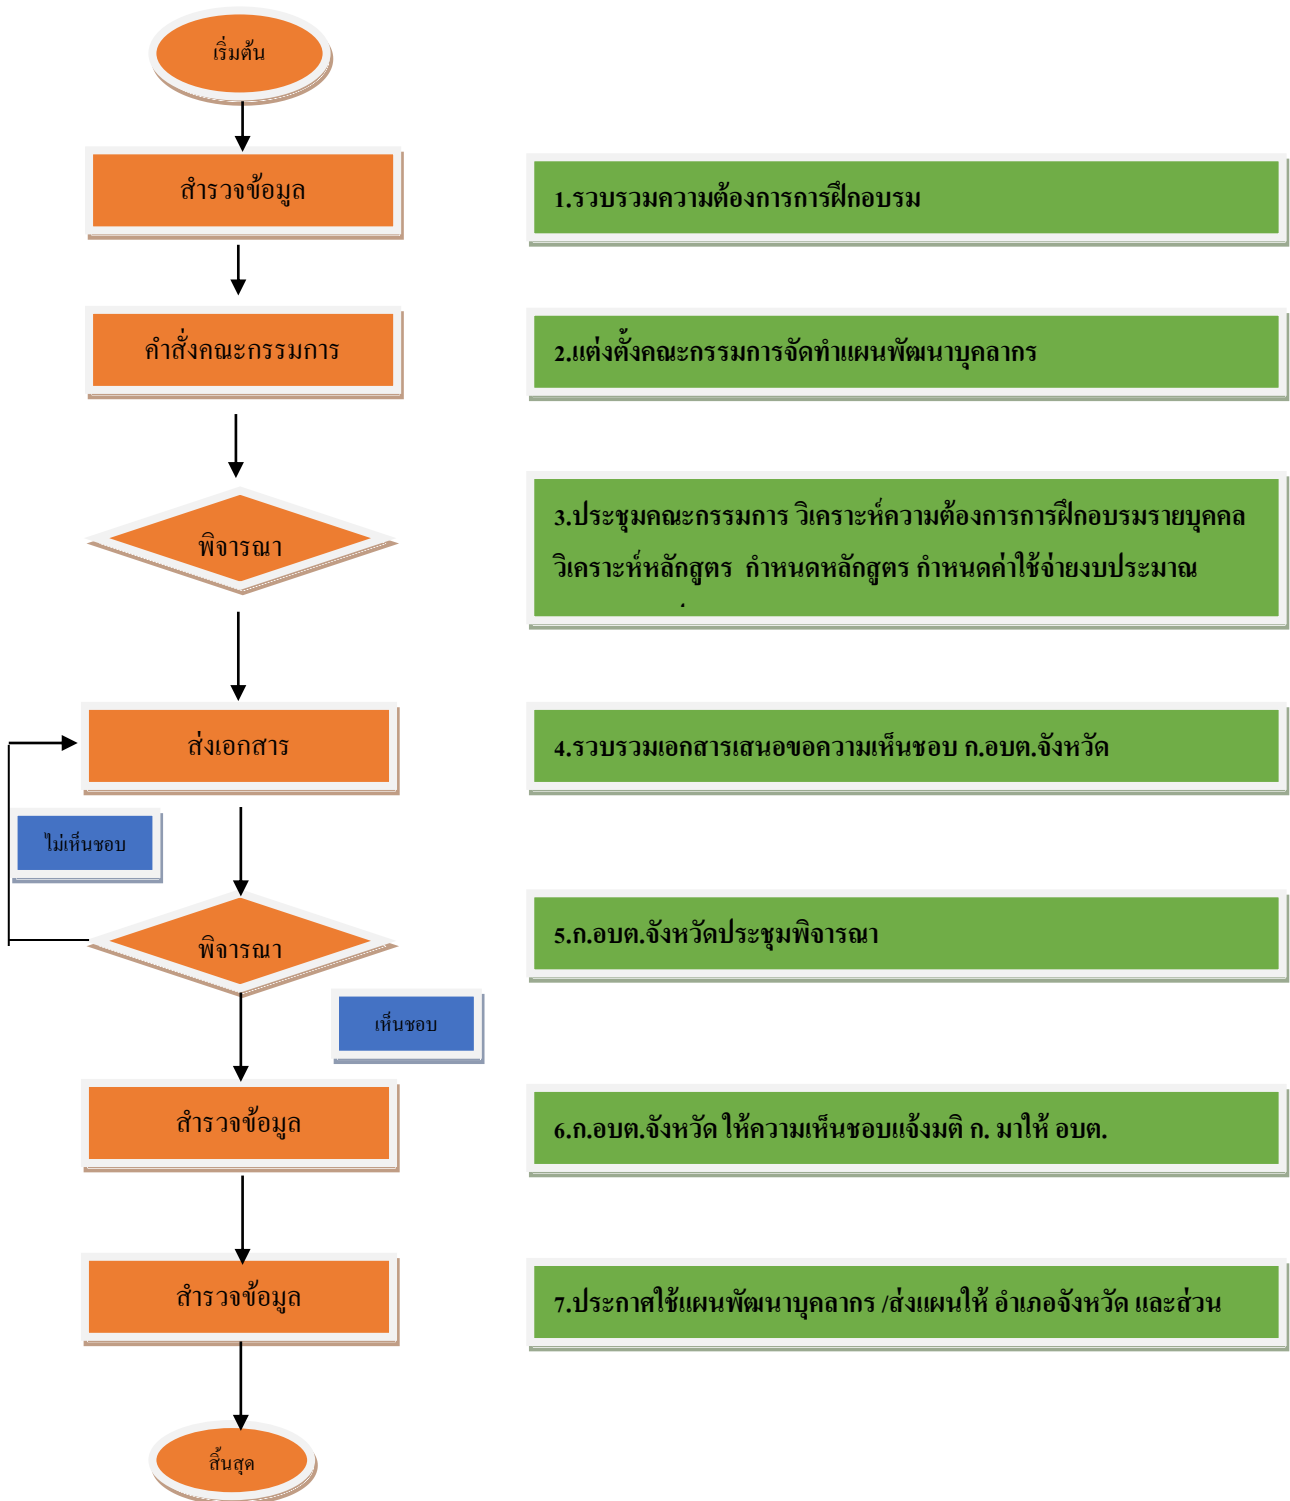 เริ่มต้น
สำรวจข้อมูล
1.รวบรวมความต้องการการฝึกอบรม
คำสั่งคณะกรรมการ
2.แต่งตั้งคณะกรรมการจัดทำแผนพัฒนาบุคลากร
พิจารณา
3.ประชุมคณะกรรมการ วิเคราะห์ความต้องการการฝึกอบรมรายบุคคล
วิเคราะห์หลักสูตร กำหนดหลักสูตร กำหนดค่าใช้จ่ายงบประมาณ
ส่งเอกสาร
4.รวบรวมเอกสารเสนอขอความเห็นชอบ ก.อบต.จังหวัด
ไม่เห็นชอบ
พิจารณา
5.ก.อบต.จังหวัดประชุมพิจารณา
เห็นชอบ
สำรวจข้อมูล
6.ก.อบต.จังหวัด ให้ความเห็นชอบแจ้งมติ ก. มาให้ อบต.
สำรวจข้อมูล
7.ประกาศใช้แผนพัฒนาบุคลากร /ส่งแผนให้ อำเภอจังหวัด และส่วน
สิ้นสุด